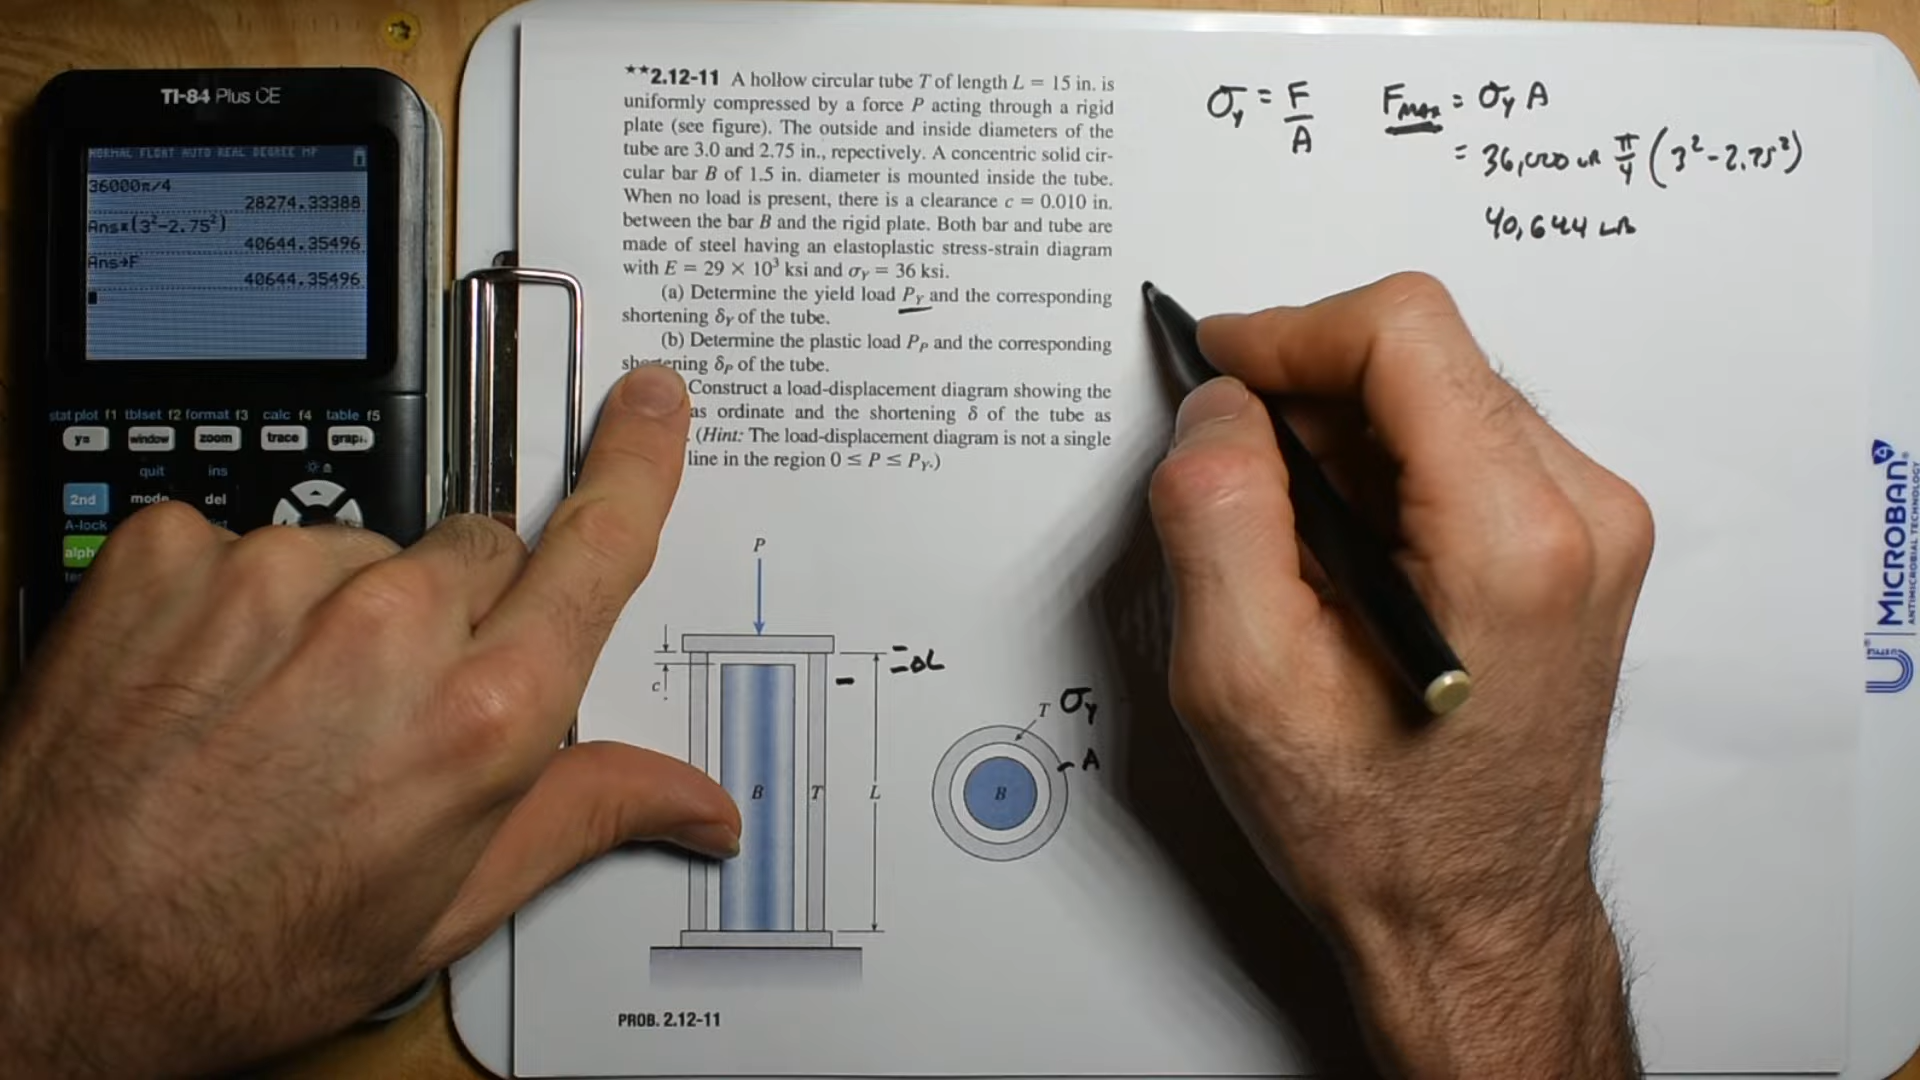 TI-84 Plus CE
NORMAL FLOAT AUTO REAL DEGREE MP
36000π/4
28274.33388
Ans*(3²-2.75²)
40644.35496
Ans→F
40644.35496
stat plot f1 tblset f2 format f3 calc f4 table f5
y= window zoom trace
quit ins
2nd mode del
A-lock
alph
**2.12-11 A hollow circular tube T of length L = 15 in. is
uniformly compressed by a force P acting through a rigid
plate (see figure). The outside and inside diameters of the
tube are 3.0 and 2.75 in., repectively. A concentric solid cir-
cular bar B of 1.5 in. diameter is mounted inside the tube.
When no load is present, there is a clearance c = 0.010 in.
between the bar B and the rigid plate. Both bar and tube are
made of steel having an elastoplastic stress-strain diagram
with E = 29 × 10³ ksi and σY = 36 ksi.
(a) Determine the yield load PY and the corresponding
shortening δY of the tube.
(b) Determine the plastic load PP and the corresponding
shortening δP of the tube.
Construct a load-displacement diagram showing the
as ordinate and the shortening δ of the tube as
. (Hint: The load-displacement diagram is not a single
line in the region 0 ≤ P ≤ PY.)
P
c
B
T
L
=ΔL
T σy
A
B
PROB. 2.12-11
σy = F/A
Fmax = σy A
= 36,000 LB π/4 (3² - 2.75²)
40,644 LB
MICROBAN®
ANTIMICROBIAL TECHNOLOGY